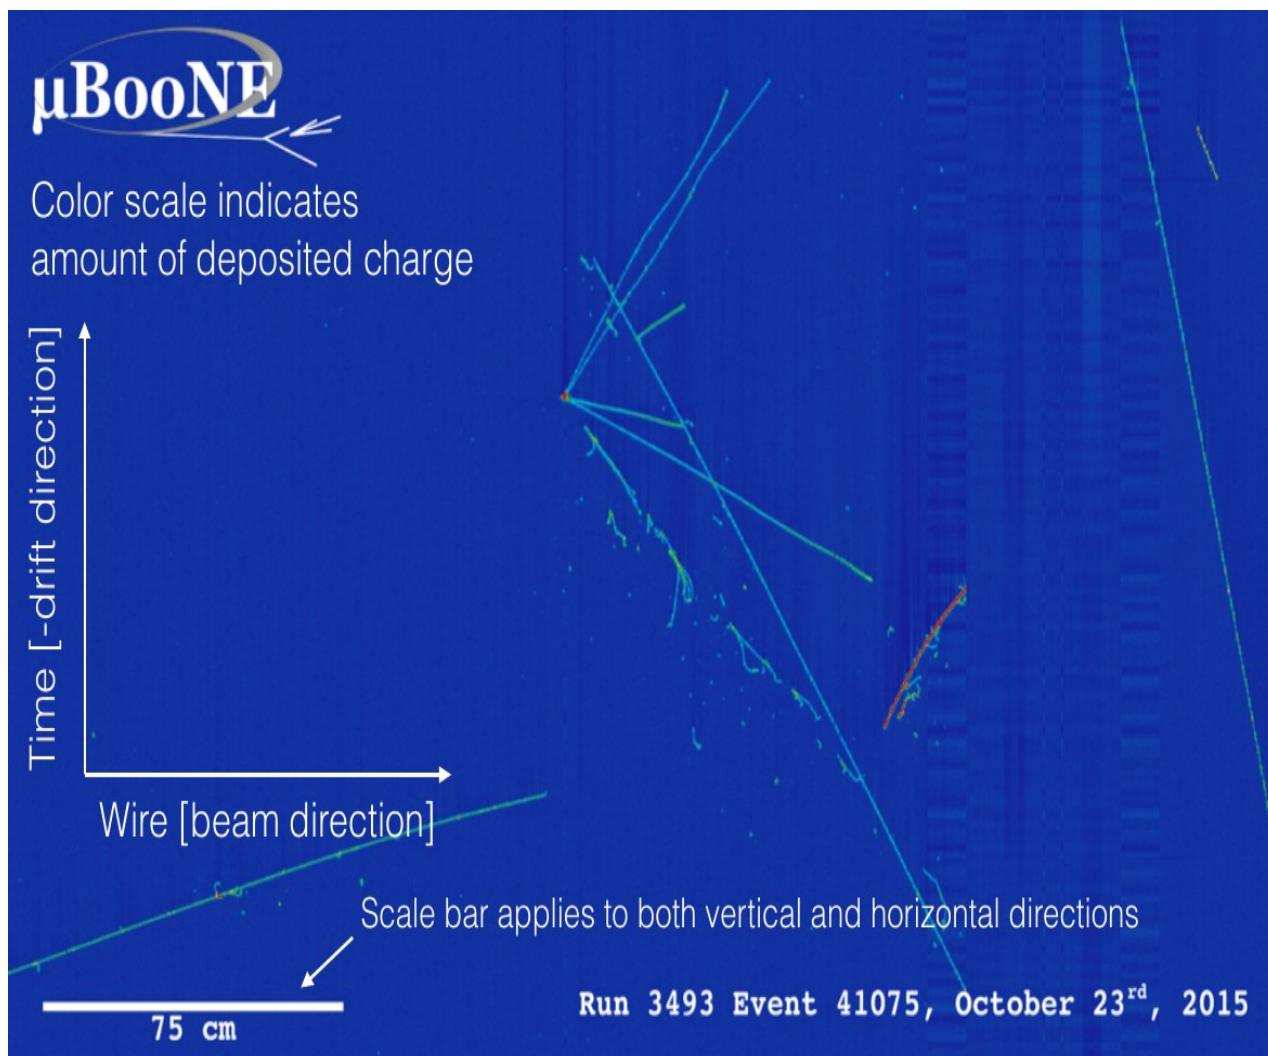 µBooNE
Color scale indicates
amount of deposited charge
Time [-drift direction]
Wire [beam direction]
Scale bar applies to both vertical and horizontal directions
75 cm
Run 3493 Event 41075, October 23rd, 2015